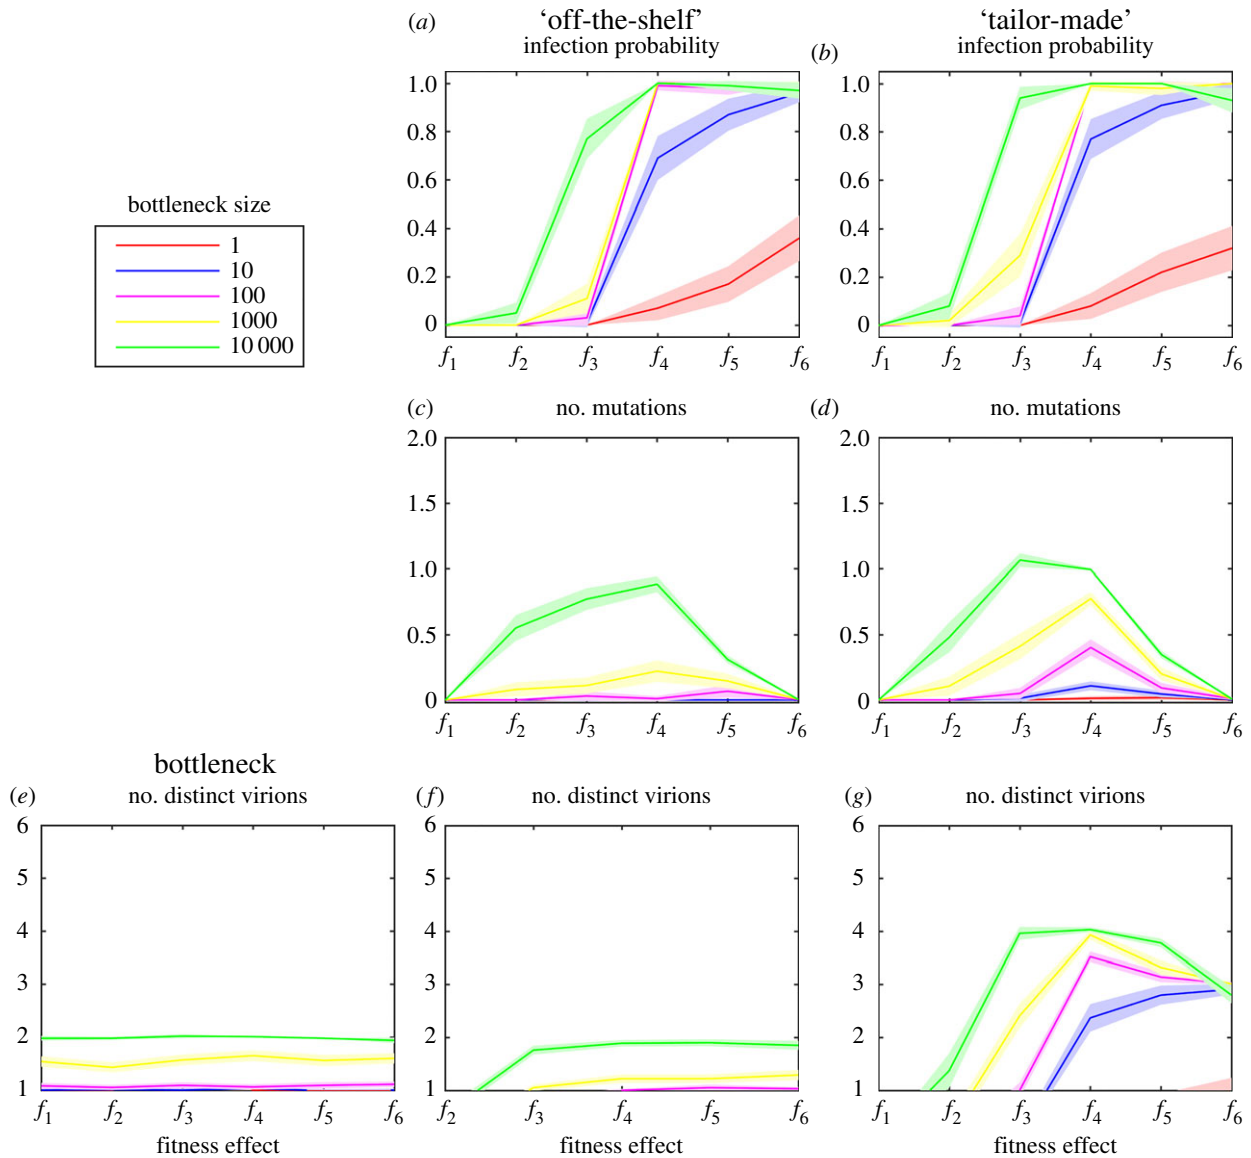 (a) ‘off-the-shelf’
infection probability
(b) ‘tailor-made’
infection probability
1.0
0.8
0.6
0.4
0.2
0
f1 f2 f3 f4 f5 f6
1.0
0.8
0.6
0.4
0.2
0
f1 f2 f3 f4 f5 f6
bottleneck size
1
10
100
1000
10 000
(c) no. mutations
2.0
1.5
1.0
0.5
0
f1 f2 f3 f4 f5 f6
(d) no. mutations
2.0
1.5
1.0
0.5
0
f1 f2 f3 f4 f5 f6
bottleneck
(e) no. distinct virions
6
5
4
3
2
1
f1 f2 f3 f4 f5 f6
fitness effect
(f) no. distinct virions
6
5
4
3
2
1
f2 f3 f4 f5 f6
fitness effect
(g) no. distinct virions
6
5
4
3
2
1
f1 f2 f3 f4 f5 f6
fitness effect